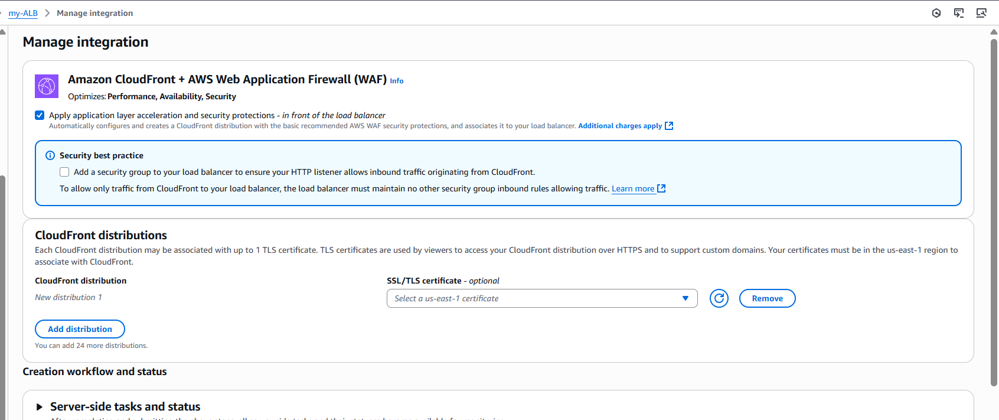 my-ALB > Manage integration
Manage integration
Amazon CloudFront + AWS Web Application Firewall (WAF) Info
Optimizes: Performance, Availability, Security
Apply application layer acceleration and security protections - in front of the load balancer
Automatically configures and creates a CloudFront distribution with the basic recommended AWS WAF security protections, and associates it to your load balancer. Additional charges apply
Security best practice
Add a security group to your load balancer to ensure your HTTP listener allows inbound traffic originating from CloudFront.
To allow only traffic from CloudFront to your load balancer, the load balancer must maintain no other security group inbound rules allowing traffic. Learn more
CloudFront distributions
Each CloudFront distribution may be associated with up to 1 TLS certificate. TLS certificates are used by viewers to access your CloudFront distribution over HTTPS and to support custom domains. Your certificates must be in the us-east-1 region to
associate with CloudFront.
CloudFront distribution
SSL/TLS certificate - optional
New distribution 1
Select a us-east-1 certificate
Remove
Add distribution
You can add 24 more distributions.
Creation workflow and status
Server-side tasks and status